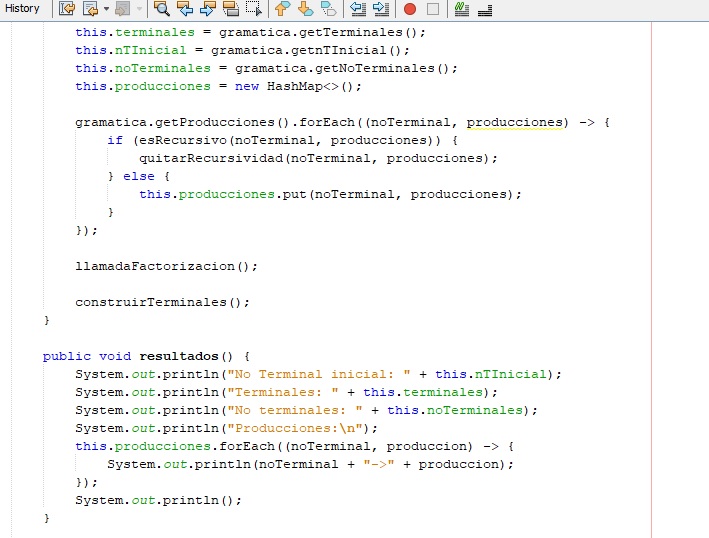 History
this.terminales = gramatica.getTerminales();
this.nTInicial = gramatica.getnTInicial();
this.noTerminales = gramatica.getNoTerminales();
this.producciones = new HashMap<>();
gramatica.getProducciones().forEach((noTerminal, producciones) -> {
if (esRecursivo(noTerminal, producciones)) {
quitarRecursividad(noTerminal, producciones);
} else {
this.producciones.put(noTerminal, producciones);
}
});
llamadaFactorizacion();
construirTerminales();
}
public void resultados() {
System.out.println("No Terminal inicial: " + this.nTInicial);
System.out.println("Terminales: " + this.terminales);
System.out.println("No terminales: " + this.noTerminales);
System.out.println("Producciones:\n");
this.producciones.forEach((noTerminal, produccion) -> {
System.out.println(noTerminal + "->" + produccion);
});
System.out.println();
}